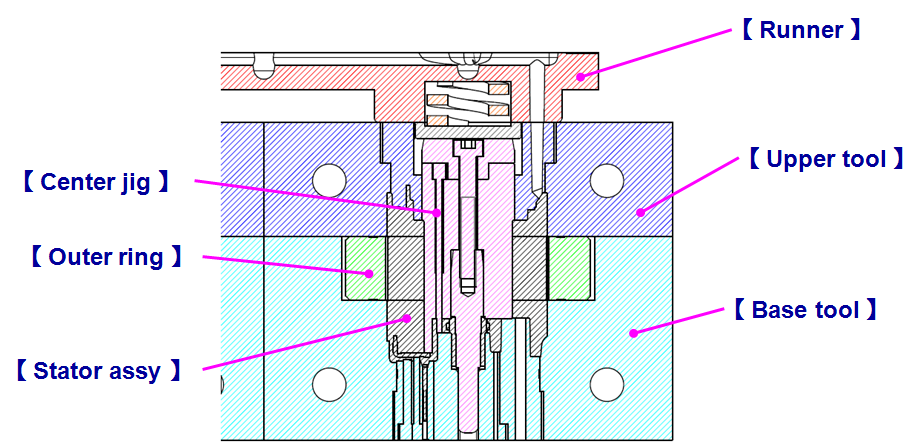 【 Runner 】
【 Upper tool 】
【 Center jig 】
【 Outer ring 】
【 Base tool 】
【 Stator assy 】